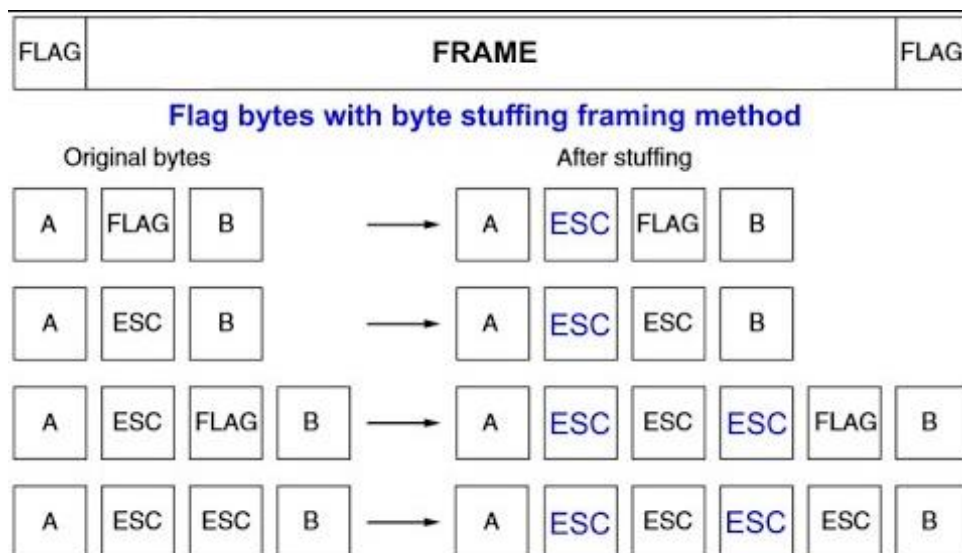 FLAG FRAME FLAG
Flag bytes with byte stuffing framing method
Original bytes After stuffing
A FLAG B A ESC FLAG B
A ESC B A ESC ESC B
A ESC FLAG B A ESC ESC ESC FLAG B
A ESC ESC B A ESC ESC ESC ESC B